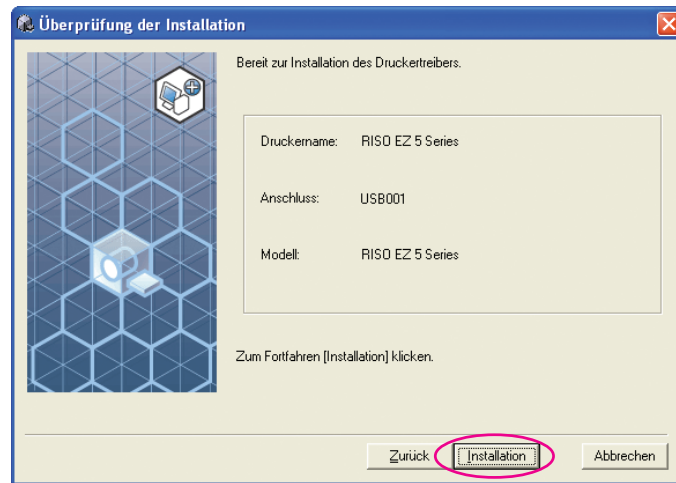 Überprüfung der Installation
Bereit zur Installation des Druckertreibers.
Druckername: RISO EZ 5 Series
Anschluss: USB001
Modell: RISO EZ 5 Series
Zum Fortfahren [Installation] klicken.
Zurück Installation Abbrechen